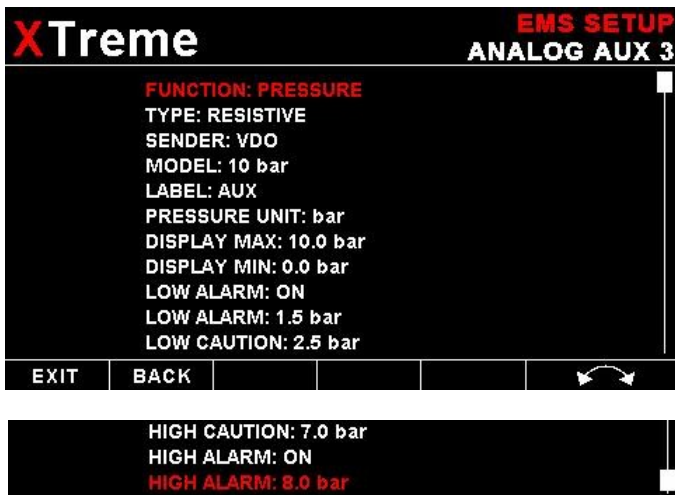 XTreme
EMS SETUP
ANALOG AUX 3
FUNCTION: PRESSURE
TYPE: RESISTIVE
SENDER: VDO
MODEL: 10 bar
LABEL: AUX
PRESSURE UNIT: bar
DISPLAY MAX: 10.0 bar
DISPLAY MIN: 0.0 bar
LOW ALARM: ON
LOW ALARM: 1.5 bar
LOW CAUTION: 2.5 bar
EXIT BACK
HIGH CAUTION: 7.0 bar
HIGH ALARM: ON
HIGH ALARM: 8.0 bar